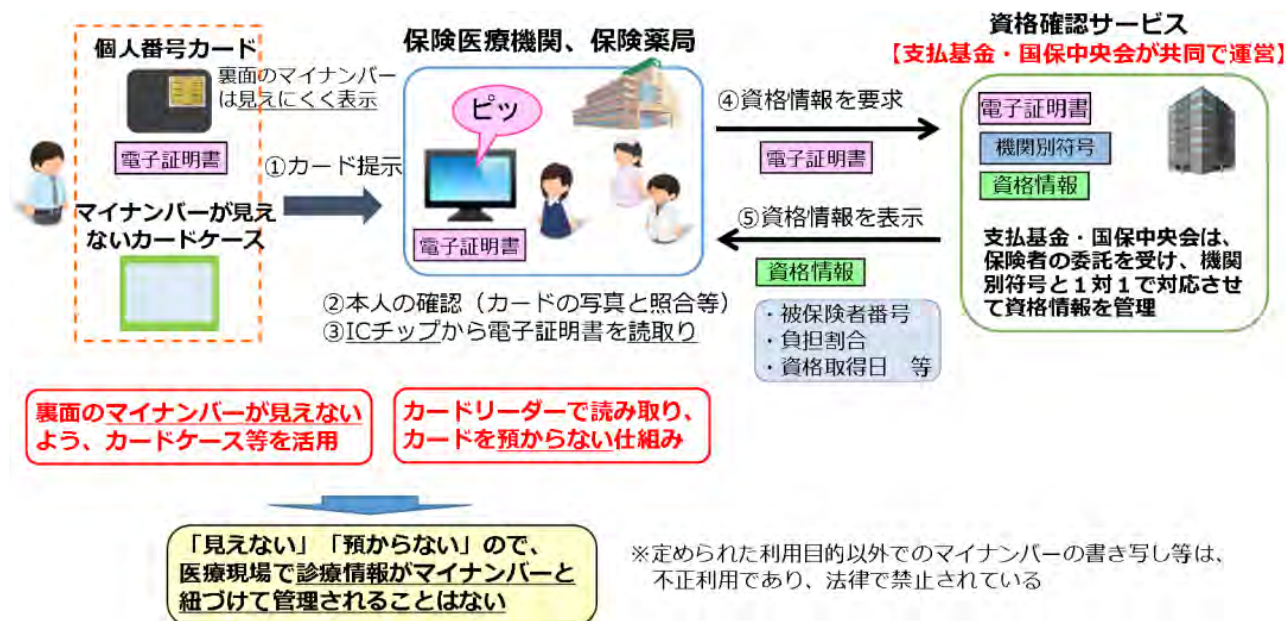 個人番号カード
裏面のマイナンバー
は見えにくく表示
電子証明書
マイナンバーが見え
ないカードケース
①カード提示
保険医療機関、保険薬局
ピッ
電子証明書
②本人の確認（カードの写真と照合等）
③ICチップから電子証明書を読取り
④資格情報を要求
電子証明書
⑤資格情報を表示
資格情報
・被保険者番号
・負担割合
・資格取得日　等
資格確認サービス
【支払基金・国保中央会が共同で運営】
電子証明書
機関別符号
資格情報
支払基金・国保中央会は、
保険者の委託を受け、機関
別符号と１対１で対応させ
て資格情報を管理
裏面のマイナンバーが見えない
よう、カードケース等を活用
カードリーダーで読み取り、
カードを預からない仕組み
「見えない」「預からない」ので、
医療現場で診療情報がマイナンバーと
紐づけて管理されることはない
※定められた利用目的以外でのマイナンバーの書き写し等は、
不正利用であり、法律で禁止されている